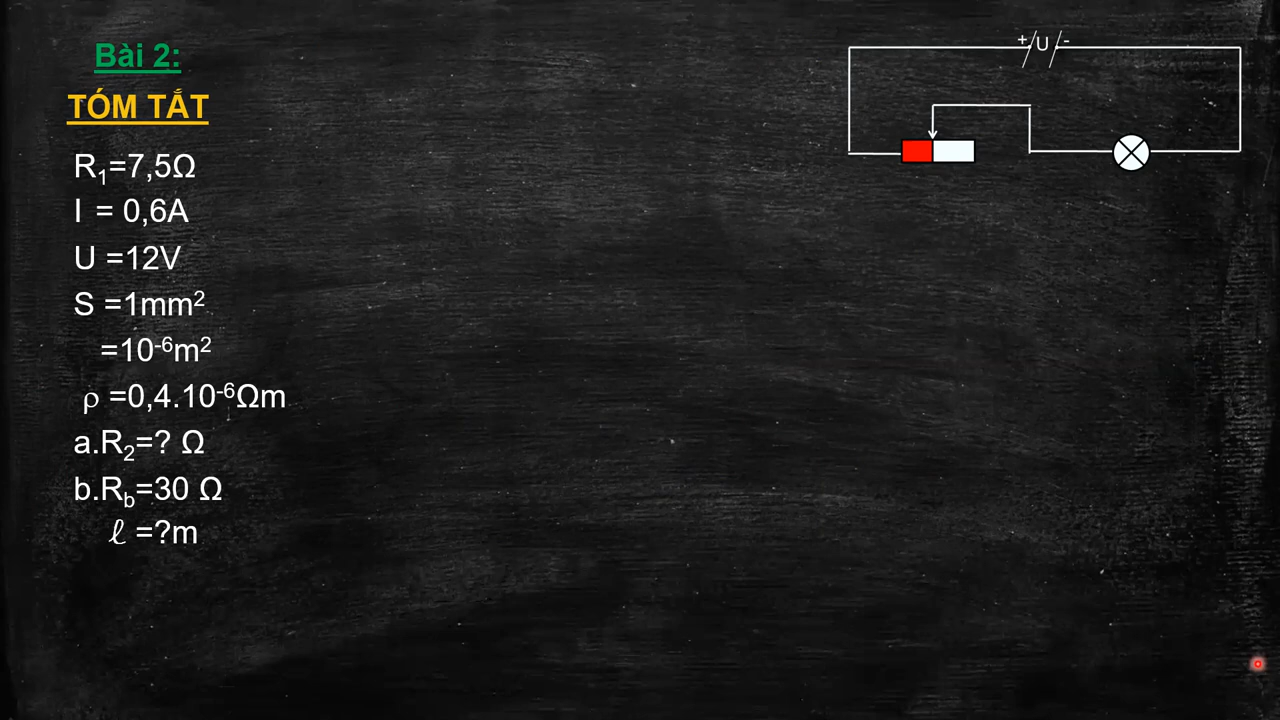 Bài 2:
TÓM TẮT
R₁=7,5Ω
I = 0,6A
U =12V
S =1mm²
=10⁻⁶m²
ρ =0,4.10⁻⁶Ωm
a.R₂=? Ω
b.R_b=30 Ω
ℓ =?m
+ U -